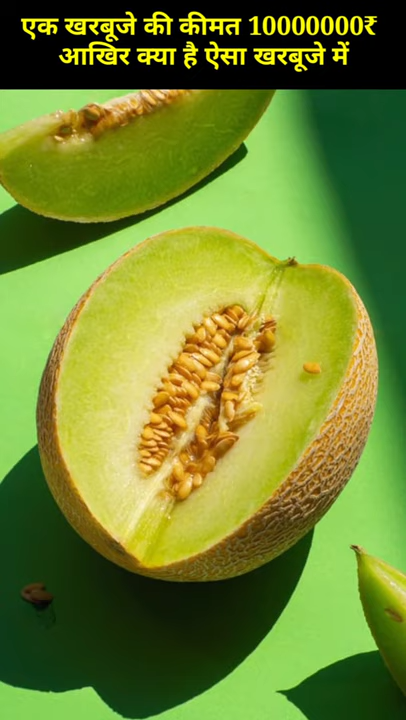 एक खरबूजे की कीमत 10000000₹
आखिर क्या है ऐसा खरबूजे में